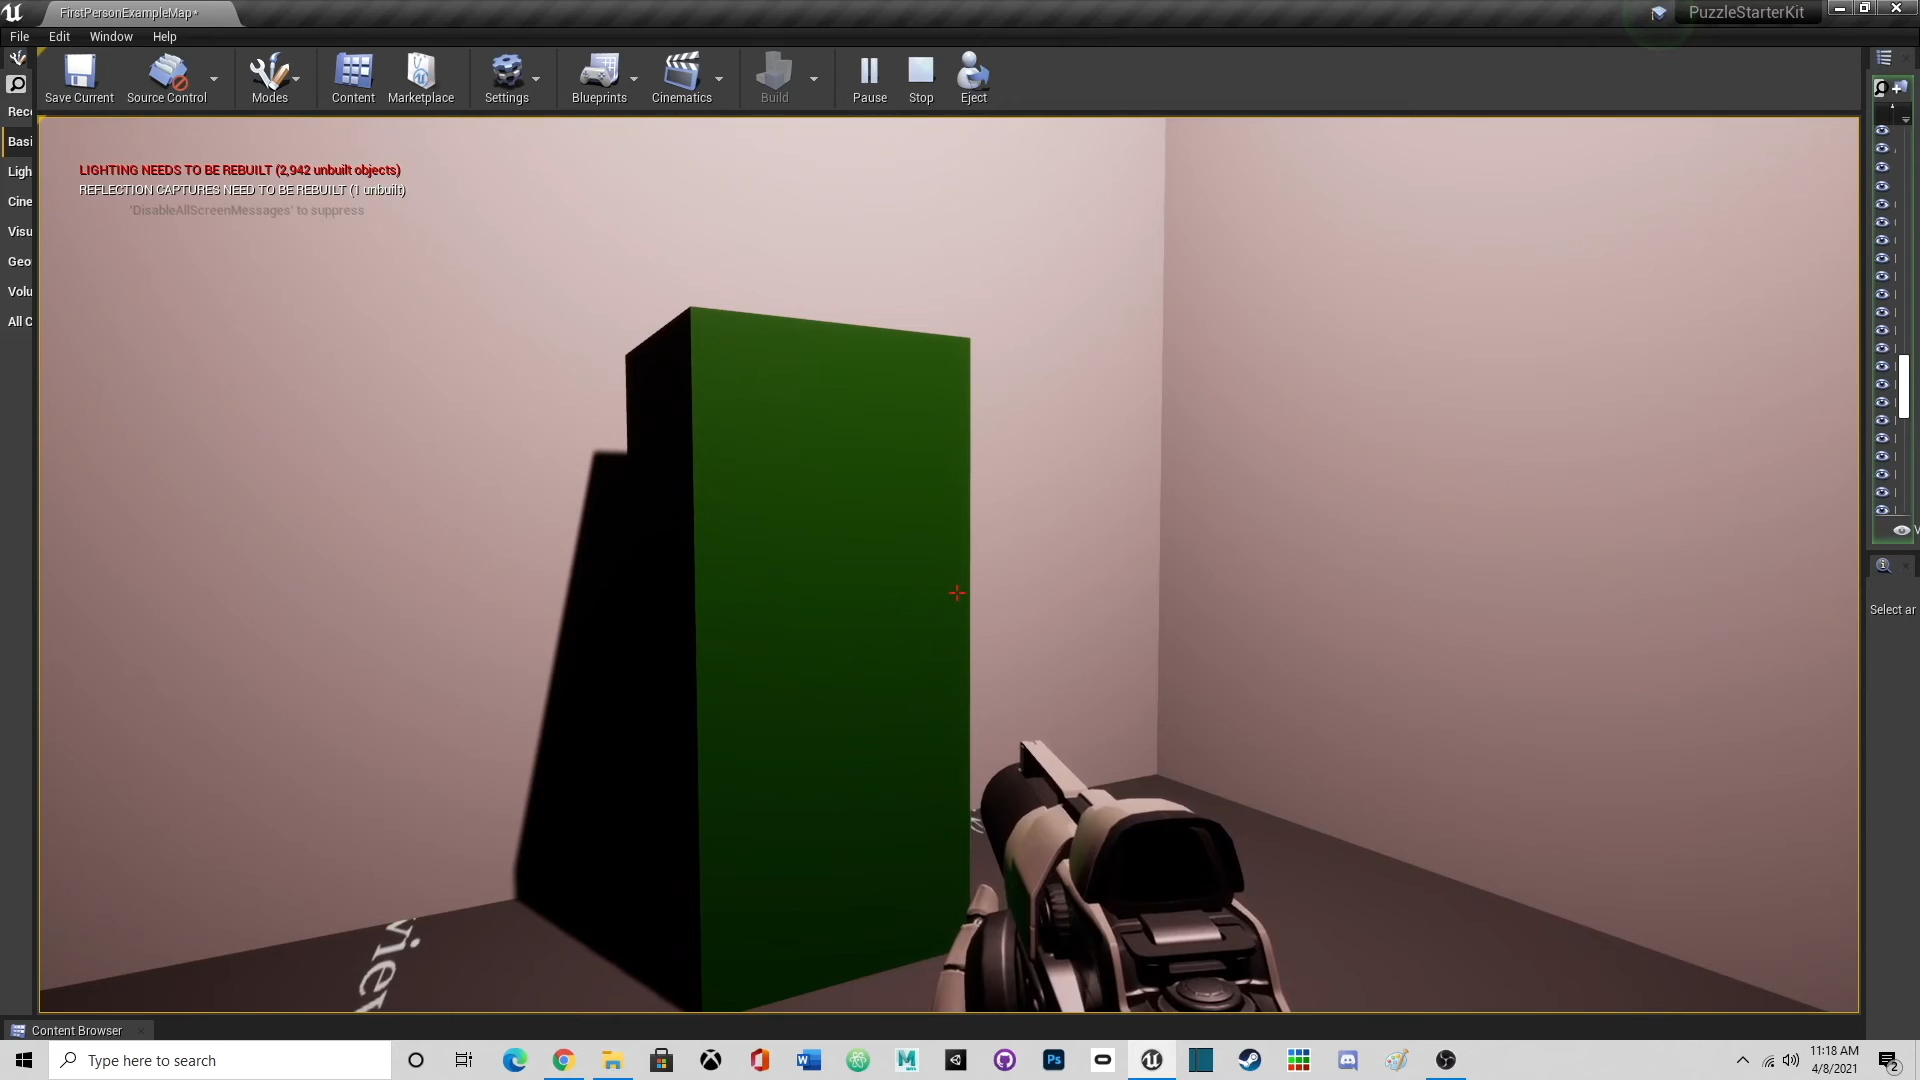 FirstPersonExampleMap*
PuzzleStarterKit
File Edit Window Help
Save Current Source Control Modes Content Marketplace Settings Blueprints Cinematics Build Pause Stop Eject
Rece
Basi
Ligh
Cine
Visu
Geo
Volu
All C
LIGHTING NEEDS TO BE REBUILT (2,942 unbuilt objects)
REFLECTION CAPTURES NEED TO BE REBUILT (1 unbuilt)
'DisableAllScreenMessages' to suppress
Select ar
Content Browser
Type here to search
11:18 AM
4/8/2021
2